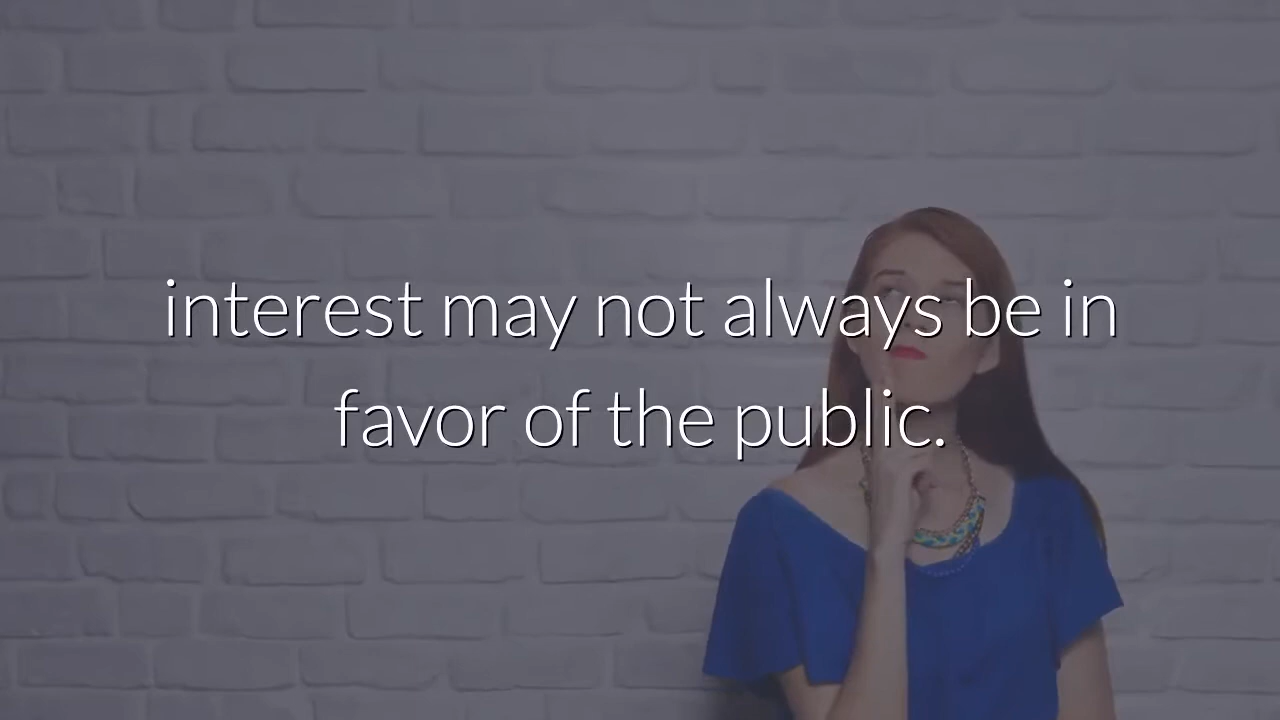 interest may not always be in
favor of the public.